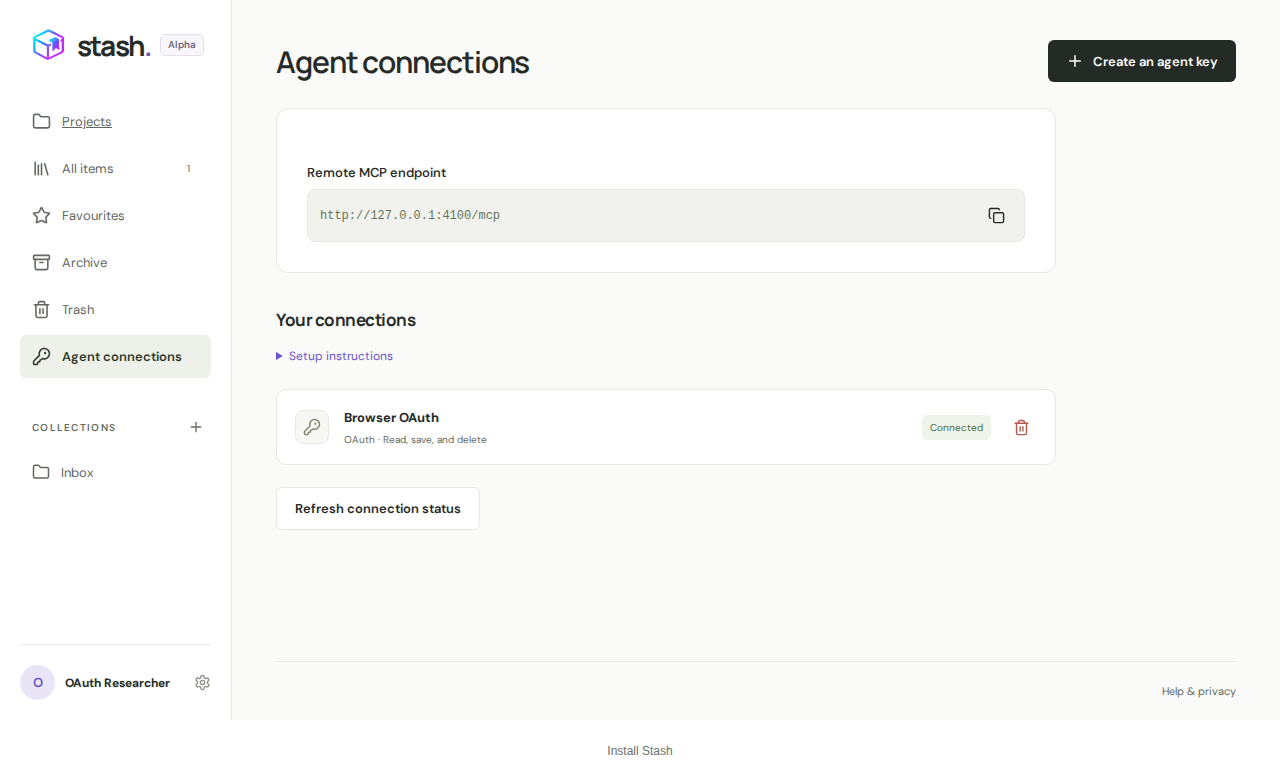 stash.
Alpha
Projects
All items
1
Favourites
Archive
Trash
Agent connections
COLLECTIONS
Inbox
OAuth Researcher
O
Agent connections
Create an agent key
Remote MCP endpoint
http://127.0.0.1:4100/mcp
Your connections
Setup instructions
Browser OAuth
OAuth · Read, save, and delete
Connected
Refresh connection status
Help & privacy
Install Stash